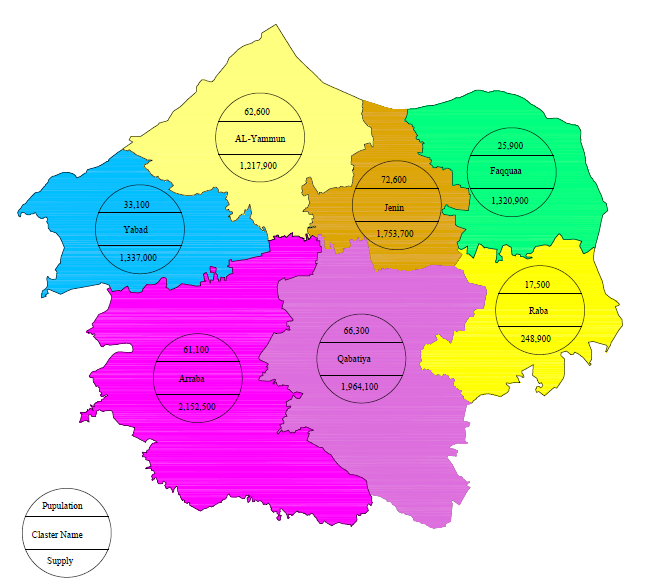 62,600
AL-Yammun
1,217,900
25,900
Faqquaa
1,320,900
72,600
Jenin
1,753,700
33,100
Yabad
1,337,000
17,500
Raba
248,900
66,300
Qabatiya
1,964,100
61,100
Arraba
2,152,500
Pupulation
Claster Name
Supply